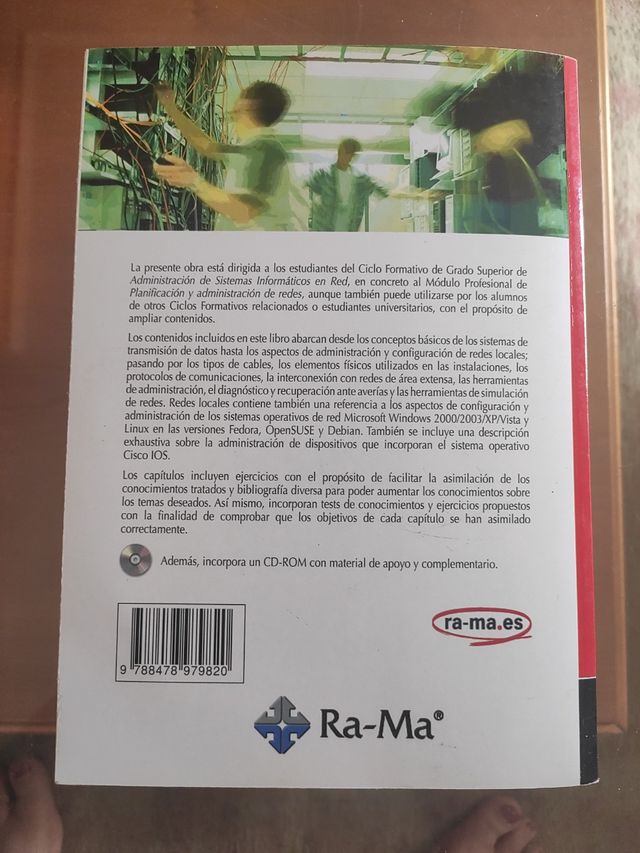 La presente obra está dirigida a los estudiantes del Ciclo Formativo de Grado Superior de
Administración de Sistemas Informáticos en Red, en concreto al Módulo Profesional de
Planificación y administración de redes, aunque también puede utilizarse por los alumnos
de otros Ciclos Formativos relacionados o estudiantes universitarios, con el propósito de
ampliar contenidos.
Los contenidos incluidos en este libro abarcan desde los conceptos básicos de los sistemas de
transmisión de datos hasta los aspectos de administración y configuración de redes locales;
pasando por los tipos de cables, los elementos físicos utilizados en las instalaciones, los
protocolos de comunicaciones, la interconexión con redes de área extensa, las herramientas
de administración, el diagnóstico y recuperación ante averías y las herramientas de simulación
de redes. Redes locales contiene también una referencia a los aspectos de configuración y
administración de los sistemas operativos de red Microsoft Windows 2000/2003/XP/Vista y
Linux en las versiones Fedora, OpenSUSE y Debian. También se incluye una descripción
exhaustiva sobre la administración de dispositivos que incorporan el sistema operativo
Cisco IOS.
Los capítulos incluyen ejercicios con el propósito de facilitar la asimilación de los
conocimientos tratados y bibliografía diversa para poder aumentar los conocimientos sobre
los temas deseados. Así mismo, incorporan tests de conocimientos y ejercicios propuestos
con la finalidad de comprobar que los objetivos de cada capítulo se han asimilado
correctamente.
Además, incorpora un CD-ROM con material de apoyo y complementario.
ra-ma.es
9 788478 979820
Ra-Ma®